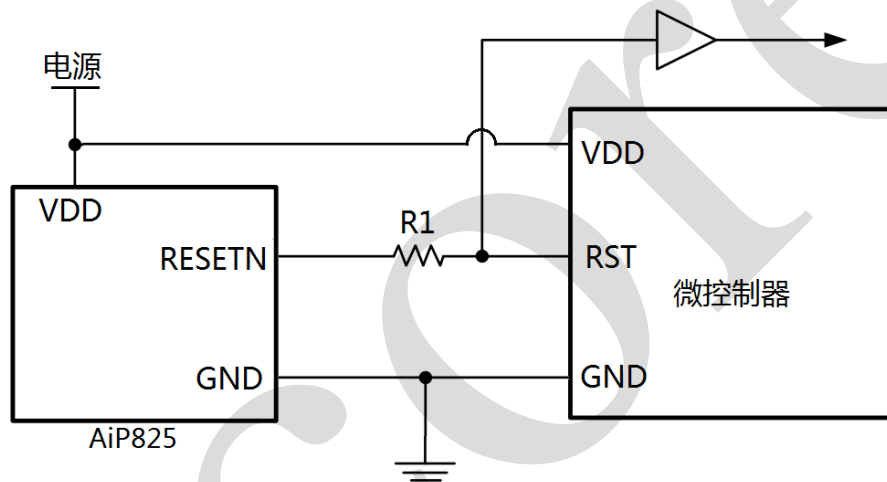 电源
VDD
VDD
R1
RESETN
RST
微控制器
GND
GND
AiP825